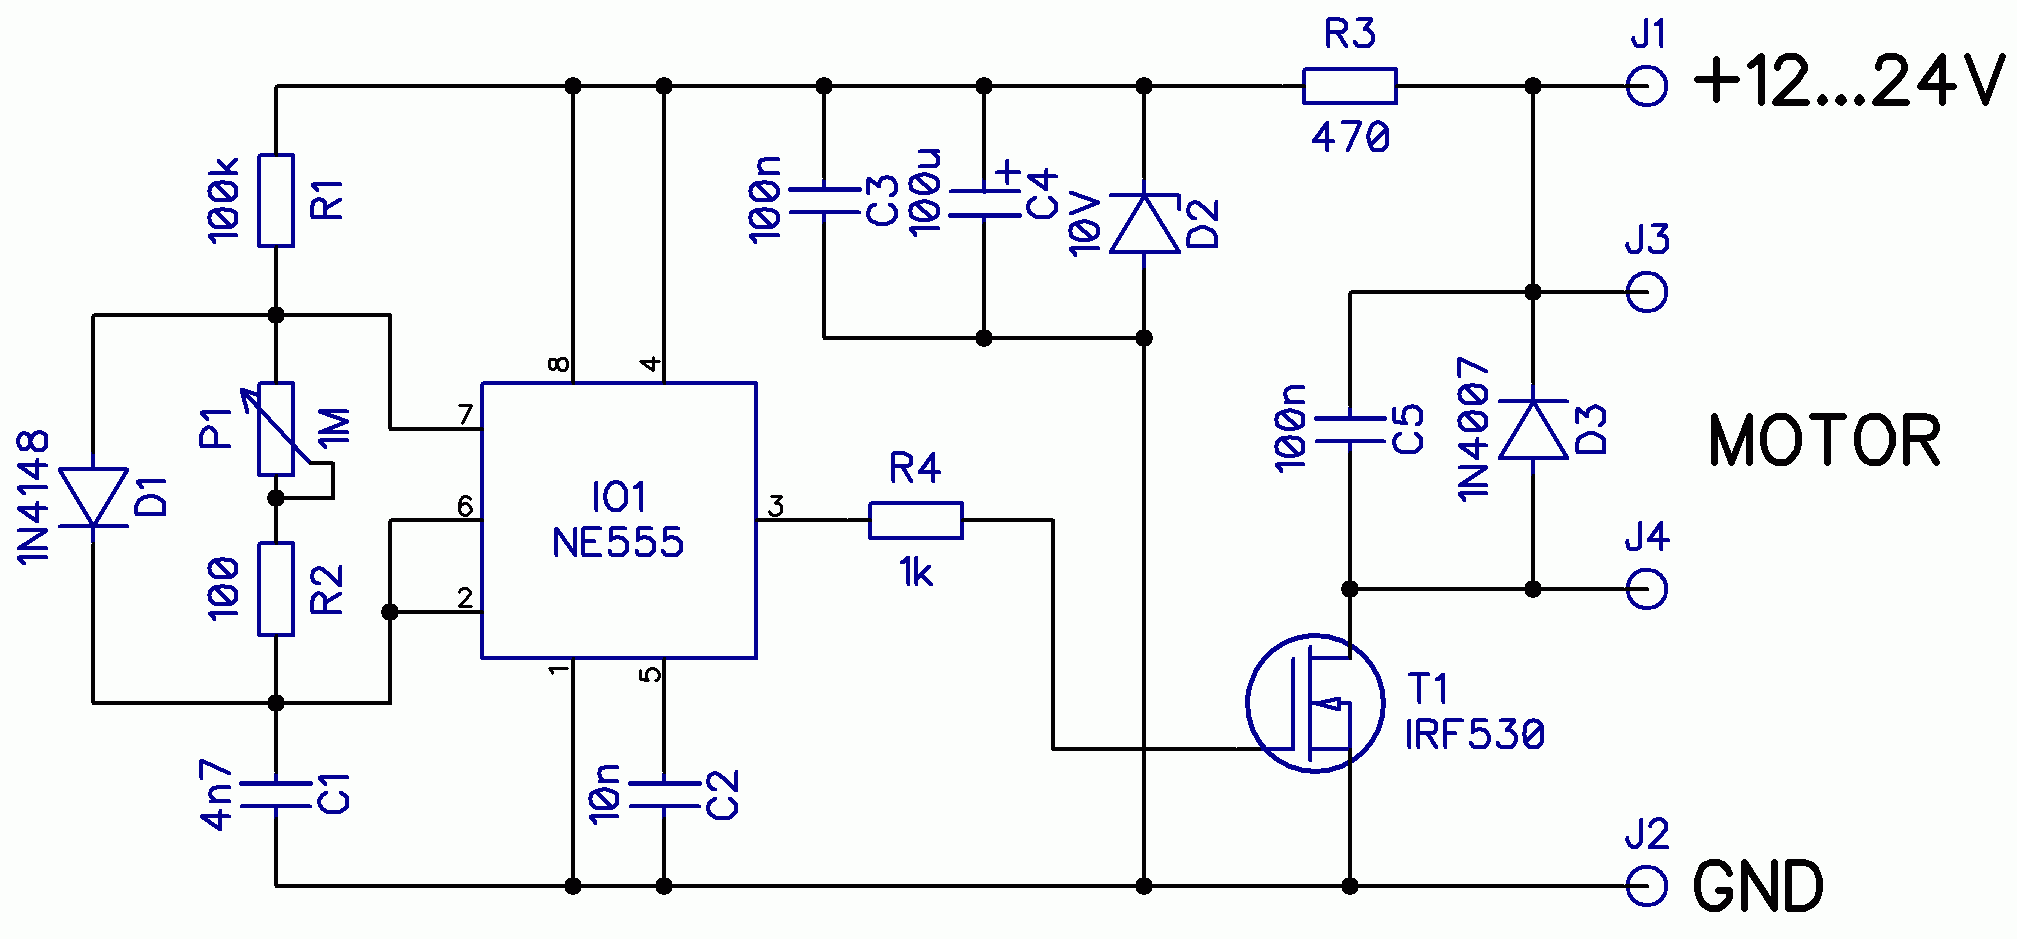 R3
J1
+12...24V
470
100k
R1
100n
C3
100u
+
C4
10V
D2
J3
8
4
1N4148
D1
P1
1M
7
6
2
IO1
NE555
3
R4
1k
100n
C5
1N4007
D3
MOTOR
J4
100
R2
1
5
T1
IRF530
4n7
C1
10n
C2
J2
GND